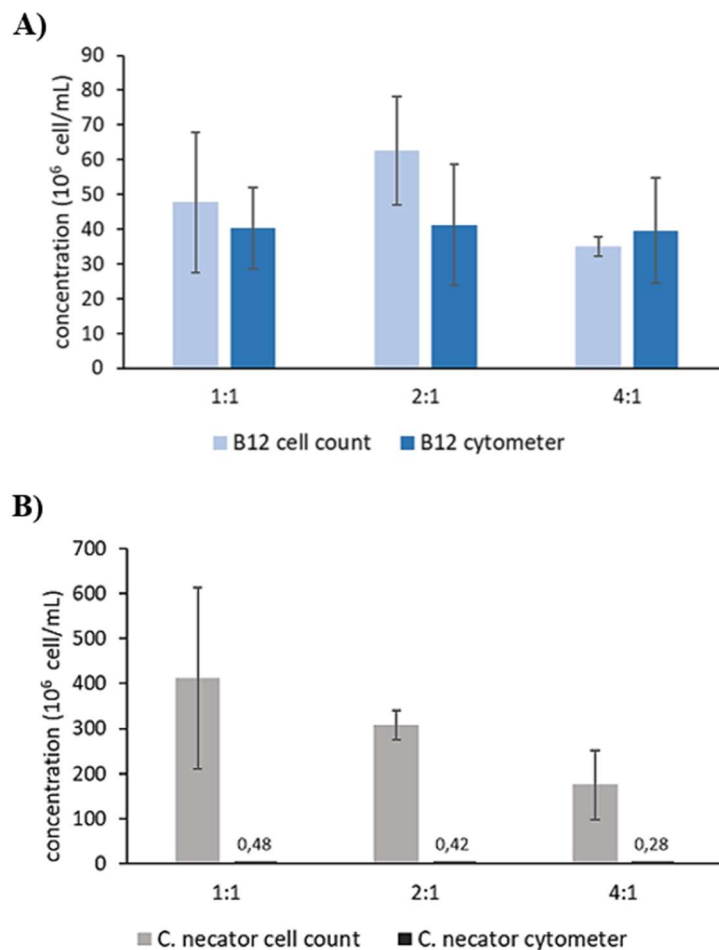 A)
concentration (10⁶ cell/mL)
90
80
70
60
50
40
30
20
10
0
1:1 2:1 4:1
B12 cell count B12 cytometer
B)
concentration (10⁶ cell/mL)
700
600
500
400
300
200
100
0
0,48 0,42 0,28
1:1 2:1 4:1
C. necator cell count C. necator cytometer